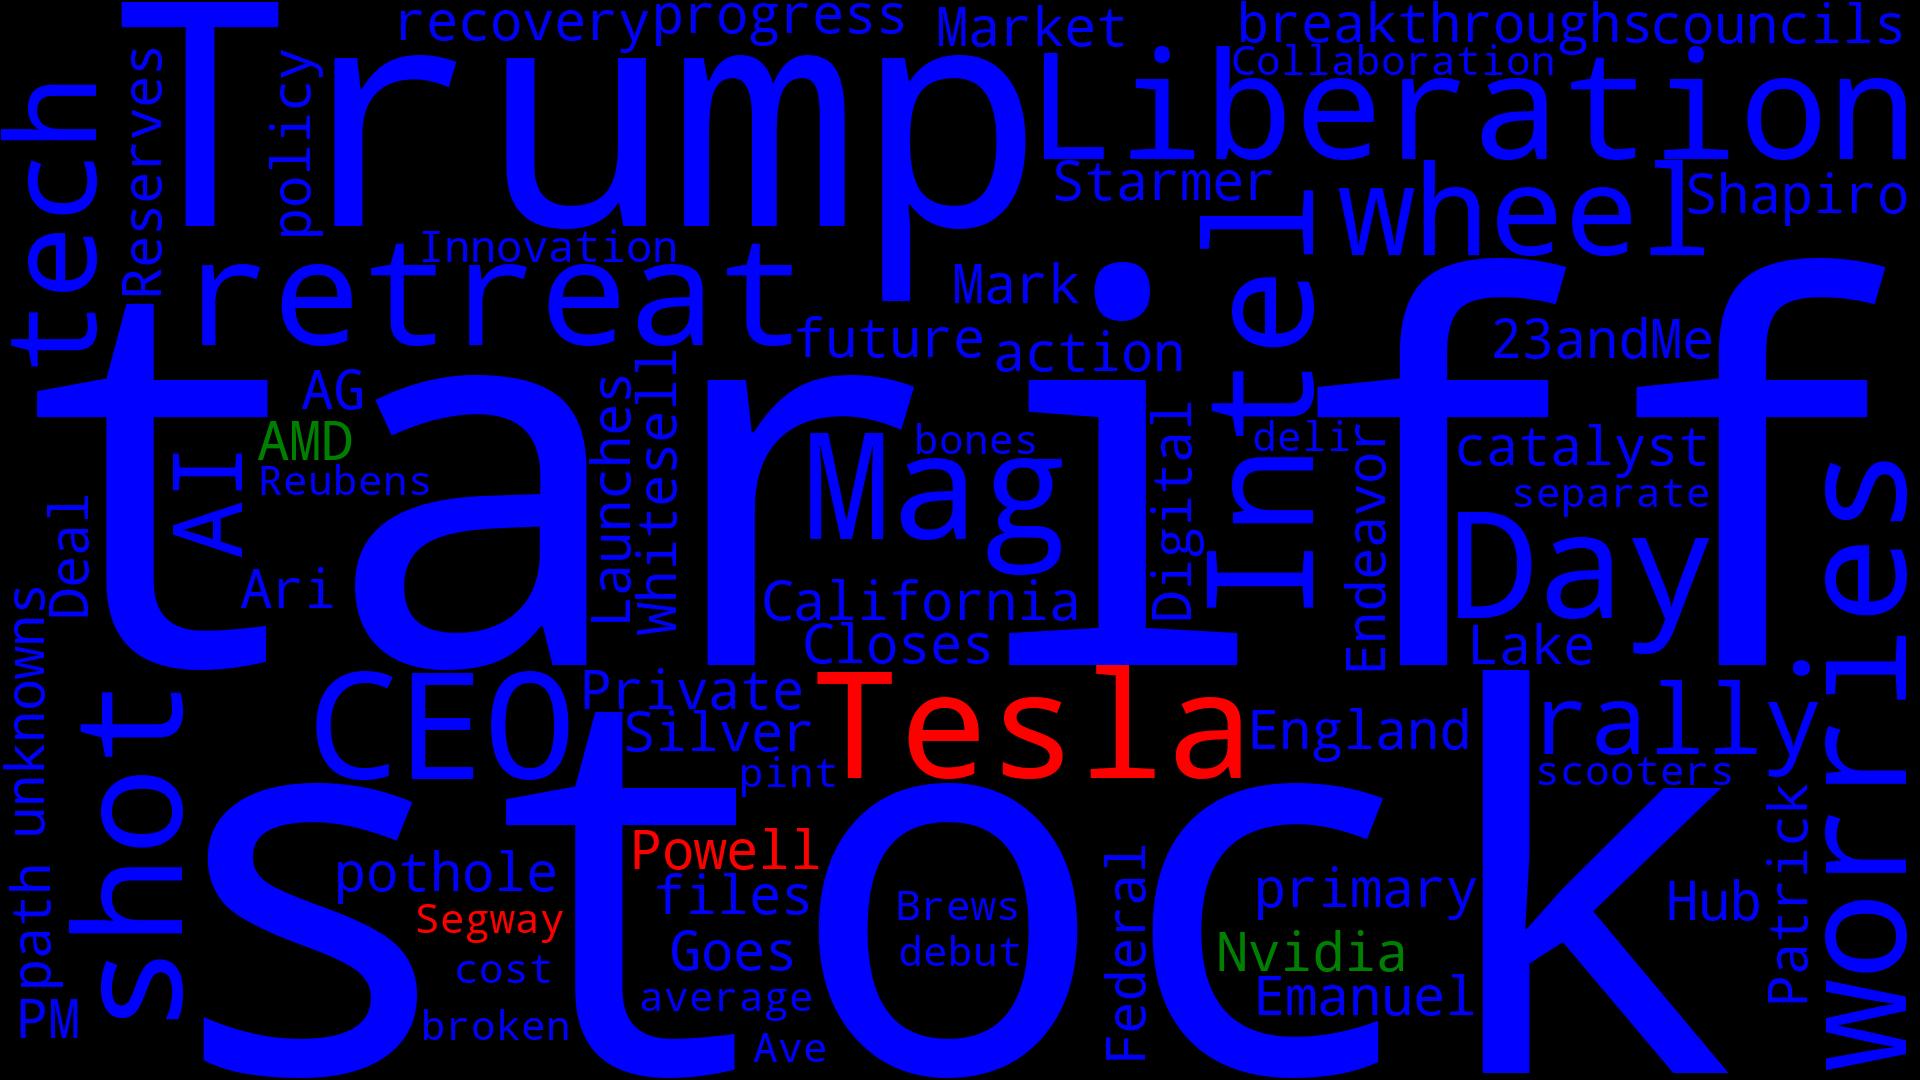 recovery
progress
Market
breakthroughs
councils
Trump
Collaboration
Liberation
tech
Reserves
policy
Starmer
wheel
Shapiro
Innovation
retreat
Mark
Intel
future
action
23andMe
tariff
AG
AMD
Reubens
AI
Launches
Whitesell
Mag
bones
Digital
delir
Endeavor
catalyst
separate
Day
worries
Deal
Ari
California
Closes
Lake
unknowns
shot
CEO
Private
Silver
pint
Tesla
England
rally
scooters
stock
pothole
Powell
files
Segway
Goes
cost
average
broken
Ave
Brews
debut
Federal
primary
Nvidia
Emanuel
Hub
Patrick
path
PM